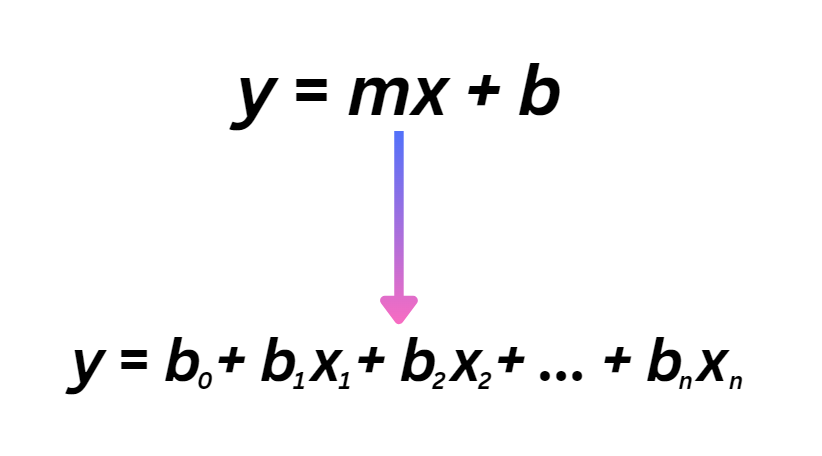 y = mx + b
y = b₀ + b₁x₁ + b₂x₂ + ... + bₙxₙ